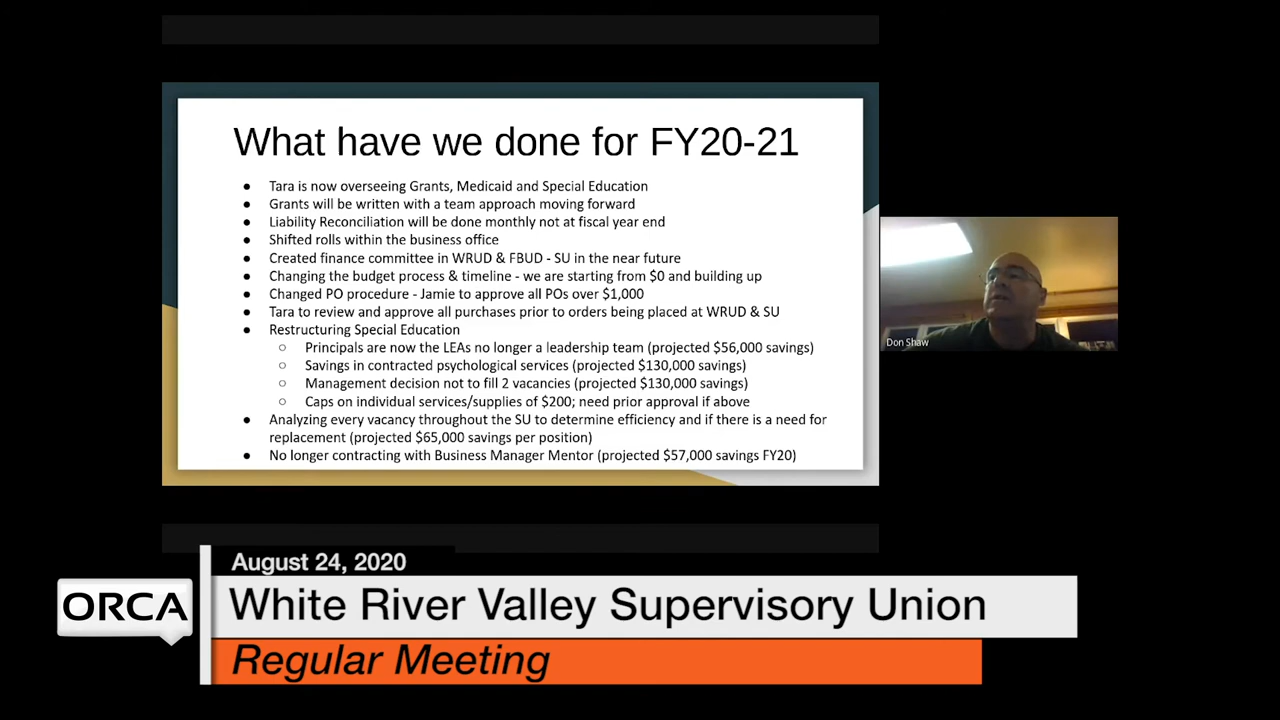 What have we done for FY20-21
● Tara is now overseeing Grants, Medicaid and Special Education
● Grants will be written with a team approach moving forward
● Liability Reconciliation will be done monthly not at fiscal year end
● Shifted rolls within the business office
● Created finance committee in WRUD & FBUD - SU in the near future
● Changing the budget process & timeline - we are starting from $0 and building up
● Changed PO procedure - Jamie to approve all POs over $1,000
● Tara to review and approve all purchases prior to orders being placed at WRUD & SU
● Restructuring Special Education
○ Principals are now the LEAs no longer a leadership team (projected $56,000 savings)
○ Savings in contracted psychological services (projected $130,000 savings)
○ Management decision not to fill 2 vacancies (projected $130,000 savings)
○ Caps on individual services/supplies of $200; need prior approval if above
● Analyzing every vacancy throughout the SU to determine efficiency and if there is a need for
replacement (projected $65,000 savings per position)
● No longer contracting with Business Manager Mentor (projected $57,000 savings FY20)
Don Shaw
August 24, 2020
ORCA
White River Valley Supervisory Union
Regular Meeting